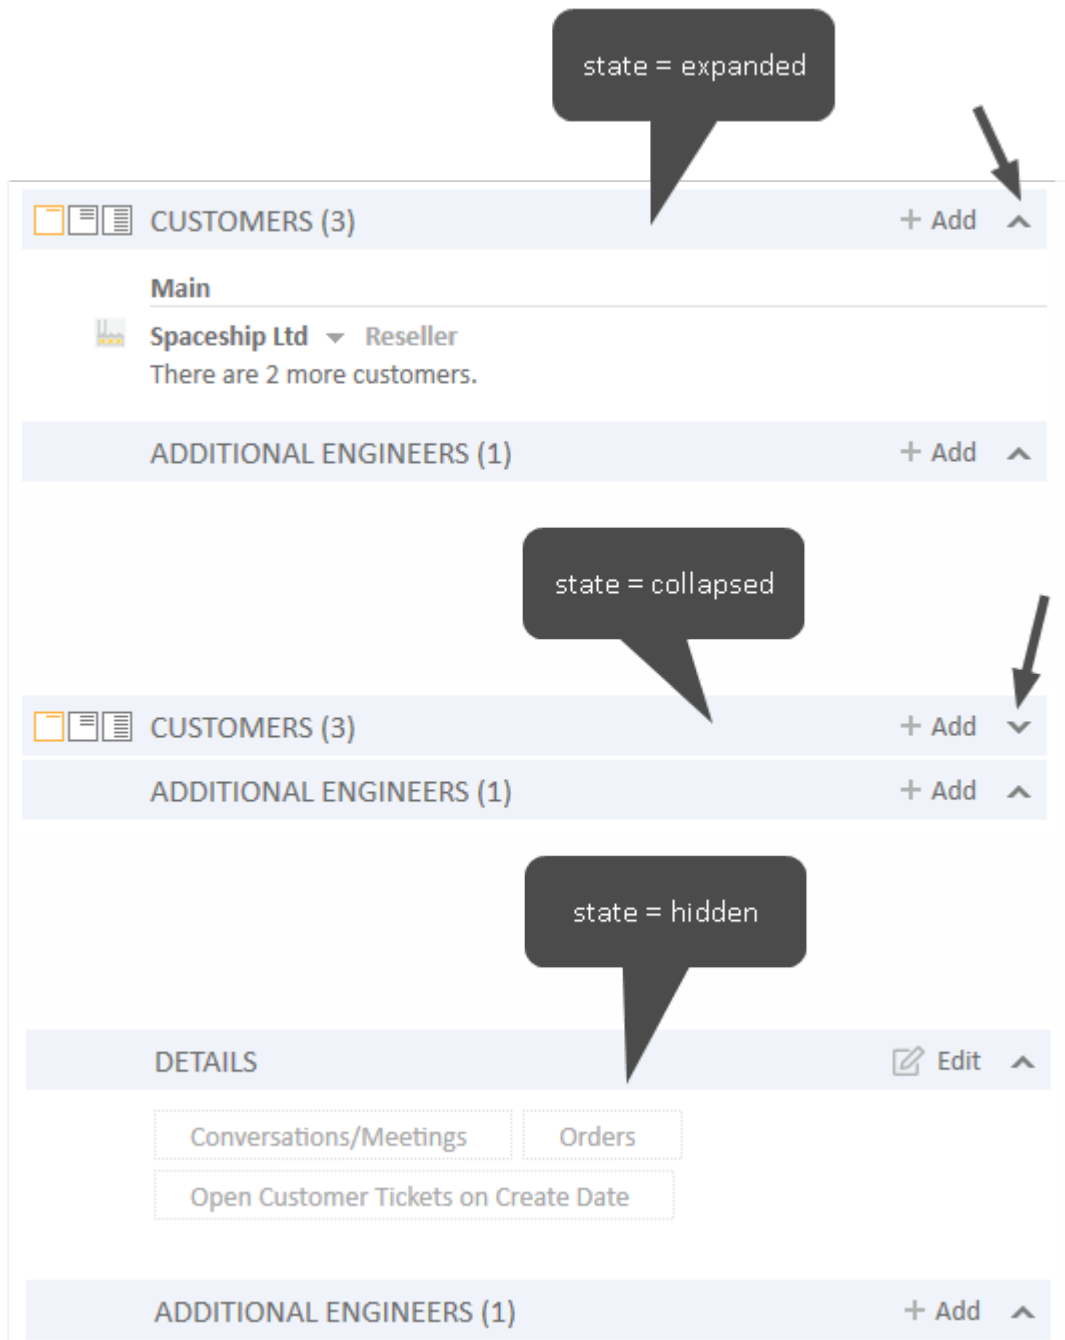 state = expanded
CUSTOMERS (3) + Add
Main
Spaceship Ltd Reseller
There are 2 more customers.
ADDITIONAL ENGINEERS (1) + Add
state = collapsed
CUSTOMERS (3) + Add
ADDITIONAL ENGINEERS (1) + Add
state = hidden
DETAILS Edit
Conversations/Meetings Orders
Open Customer Tickets on Create Date
ADDITIONAL ENGINEERS (1) + Add